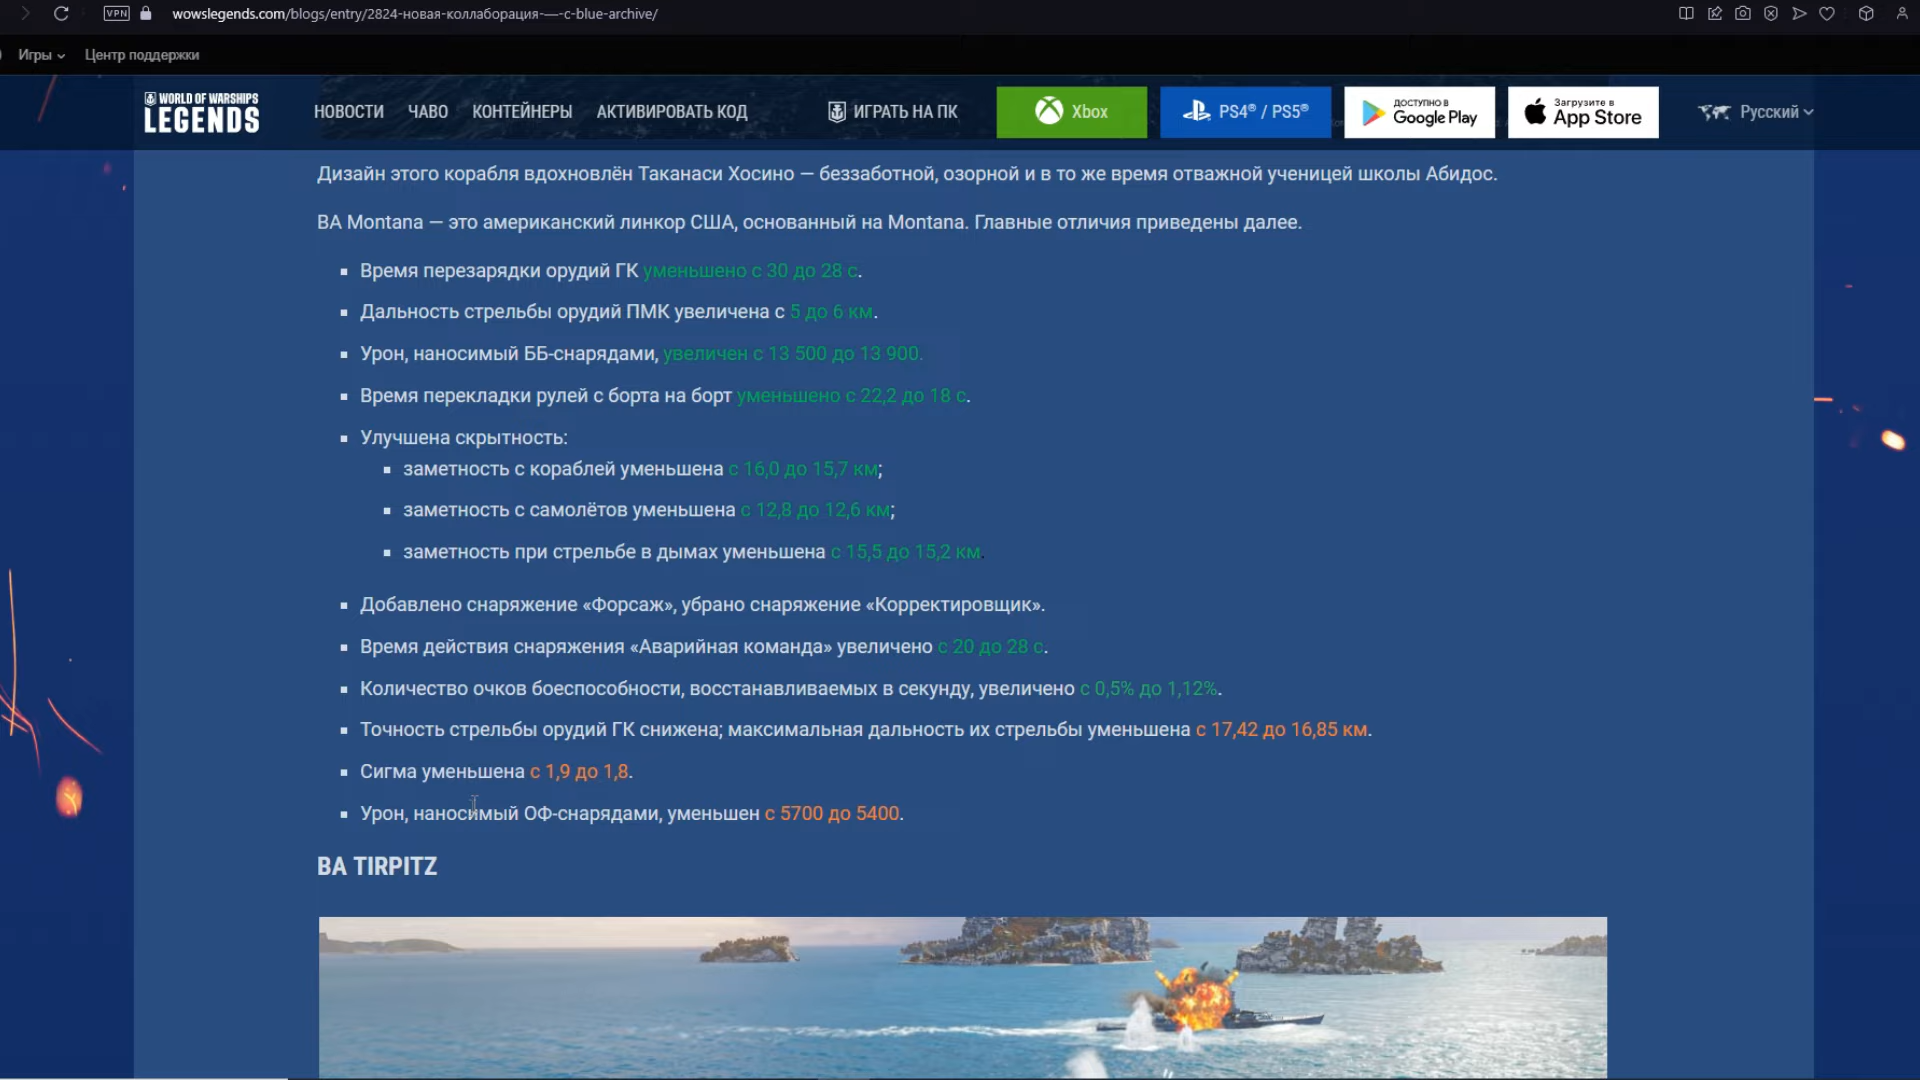 VPN wowslegends.com/blogs/entry/2824-новая-коллаборация-—-с-blue-archive/
Игры Центр поддержки
WORLD OF WARSHIPS
LEGENDS
НОВОСТИ ЧАВО КОНТЕЙНЕРЫ АКТИВИРОВАТЬ КОД ИГРАТЬ НА ПК Xbox PS4® / PS5® ДОСТУПНО В Google Play Загрузите в App Store Русский
Дизайн этого корабля вдохновлён Таканаси Хосино — беззаботной, озорной и в то же время отважной ученицей школы Абидос.
BA Montana — это американский линкор США, основанный на Montana. Главные отличия приведены далее.
Время перезарядки орудий ГК уменьшено с 30 до 28 с.
Дальность стрельбы орудий ПМК увеличена с 5 до 6 км.
Урон, наносимый ББ-снарядами, увеличен с 13 500 до 13 900.
Время перекладки рулей с борта на борт уменьшено с 22,2 до 18 с.
Улучшена скрытность:
заметность с кораблей уменьшена с 16,0 до 15,7 км;
заметность с самолётов уменьшена с 12,8 до 12,6 км;
заметность при стрельбе в дымах уменьшена с 15,5 до 15,2 км.
Добавлено снаряжение «Форсаж», убрано снаряжение «Корректировщик».
Время действия снаряжения «Аварийная команда» увеличено с 20 до 28 с.
Количество очков боеспособности, восстанавливаемых в секунду, увеличено с 0,5% до 1,12%.
Точность стрельбы орудий ГК снижена; максимальная дальность их стрельбы уменьшена с 17,42 до 16,85 км.
Сигма уменьшена с 1,9 до 1,8.
Урон, наносимый ОФ-снарядами, уменьшен с 5700 до 5400.
BA TIRPITZ